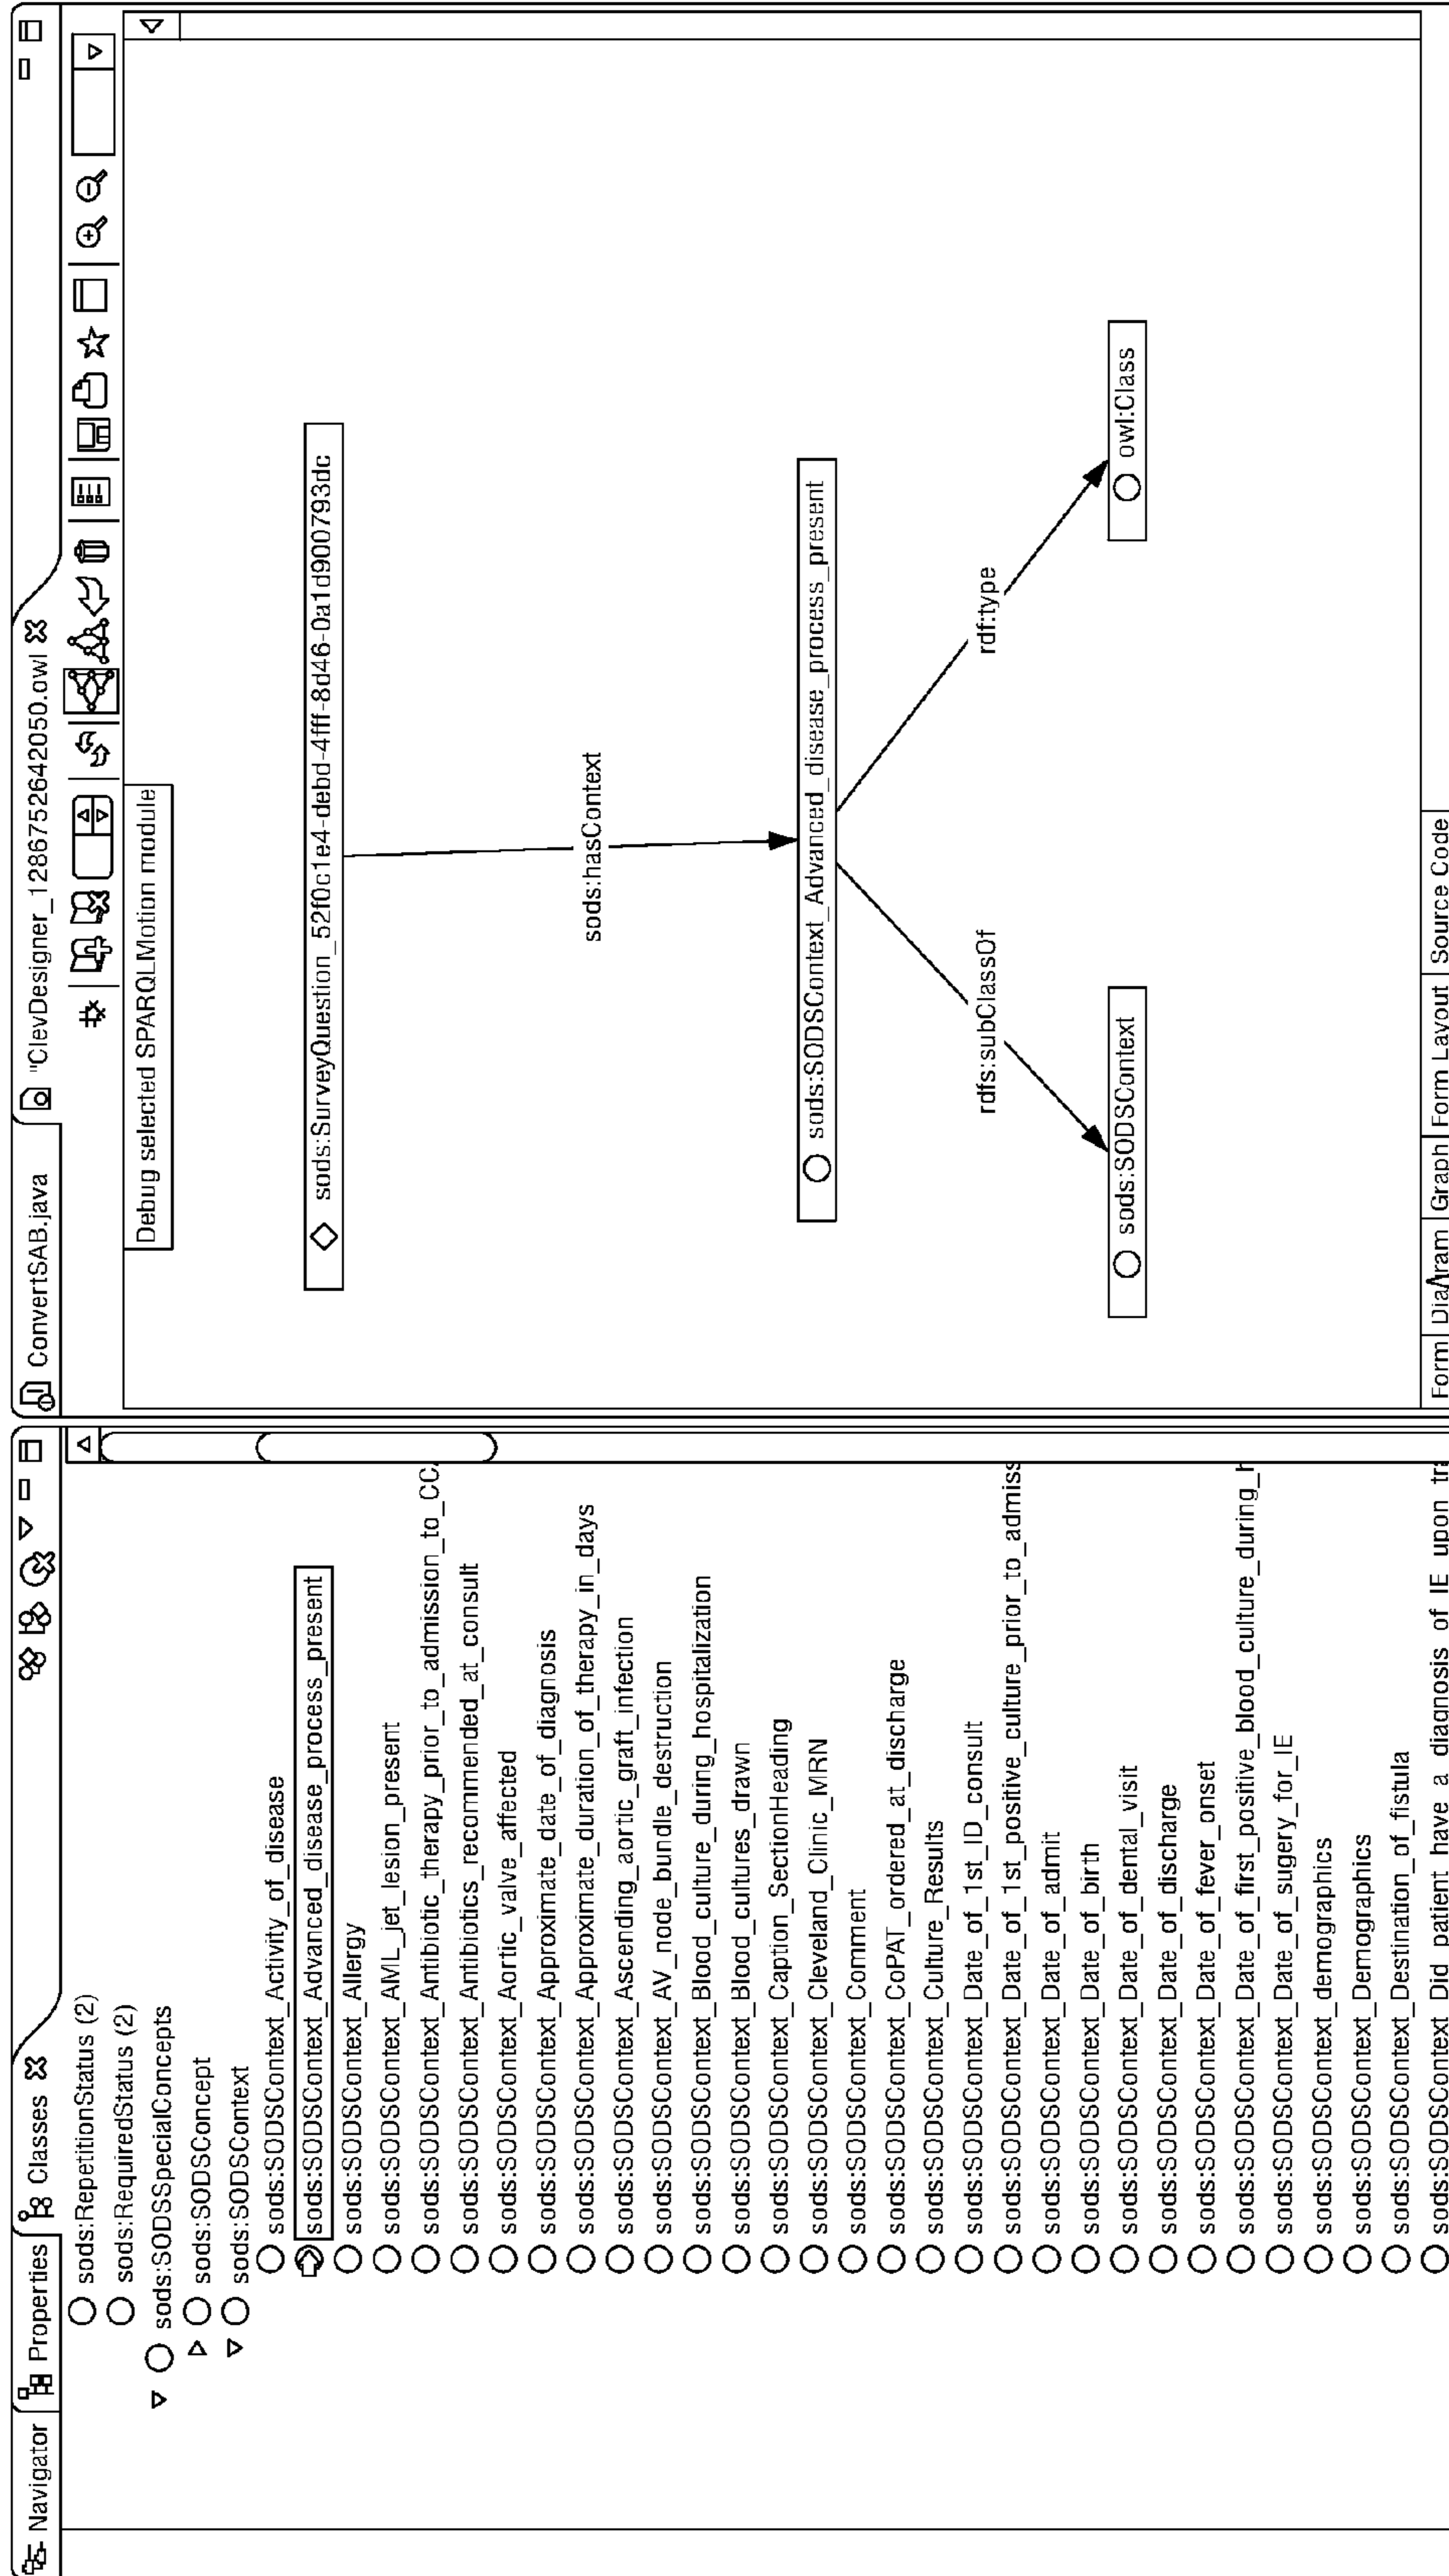 Navigator
Properties
Classes
sods:RepetitionStatus (2)
sods:RequiredStatus (2)
sods:SODSSpecialConcepts
sods:SODSConcept
sods:SODSContext
sods:SODSContext_Activity_of_disease
sods:SODSContext_Advanced_disease_process_present
sods:SODSContext_Allergy
sods:SODSContext_AML_jet_lesion_present
sods:SODSContext_Antibiotic_therapy_prior_to_admission_to_CC
sods:SODSContext_Antibiotics_recommended_at_consult
sods:SODSContext_Aortic_valve_affected
sods:SODSContext_Approximate_date_of_diagnosis
sods:SODSContext_Approximate_duration_of_therapy_in_days
sods:SODSContext_Ascending_aortic_graft_infection
sods:SODSContext_AV_node_bundle_destruction
sods:SODSContext_Blood_culture_during_hospitalization
sods:SODSContext_Blood_cultures_drawn
sods:SODSContext_Caption_SectionHeading
sods:SODSContext_Cleveland_Clinic_MRN
sods:SODSContext_Comment
sods:SODSContext_CoPAT_ordered_at_discharge
sods:SODSContext_Culture_Results
sods:SODSContext_Date_of_1st_ID_consult
sods:SODSContext_Date_of_1st_positive_culture_prior_to_admiss
sods:SODSContext_Date_of_admit
sods:SODSContext_Date_of_birth
sods:SODSContext_Date_of_dental_visit
sods:SODSContext_Date_of_discharge
sods:SODSContext_Date_of_fever_onset
sods:SODSContext_Date_of_first_positive_blood_culture_during_h
sods:SODSContext_Date_of_sugery_for_IE
sods:SODSContext_demographics
sods:SODSContext_Demographics
sods:SODSContext_Destination_of_fistula
sods:SODSContext_Did_patient_have_a_diagnosis_of_IE_upon_tra
ConvertSAB.java
"ClevDesigner_1286752642050.owl
Debug selected SPARQLMotion module
sods:SurveyQuestion_52f0c1e4-debd-4fff-8d46-0a1d900793dc
sods:hasContext
sods:SODSContext_Advanced_disease_process_present
rdfs:subClassOf
rdf:type
sods:SODSContext
owl:Class
Form
Graph
Form Layout
Source Code